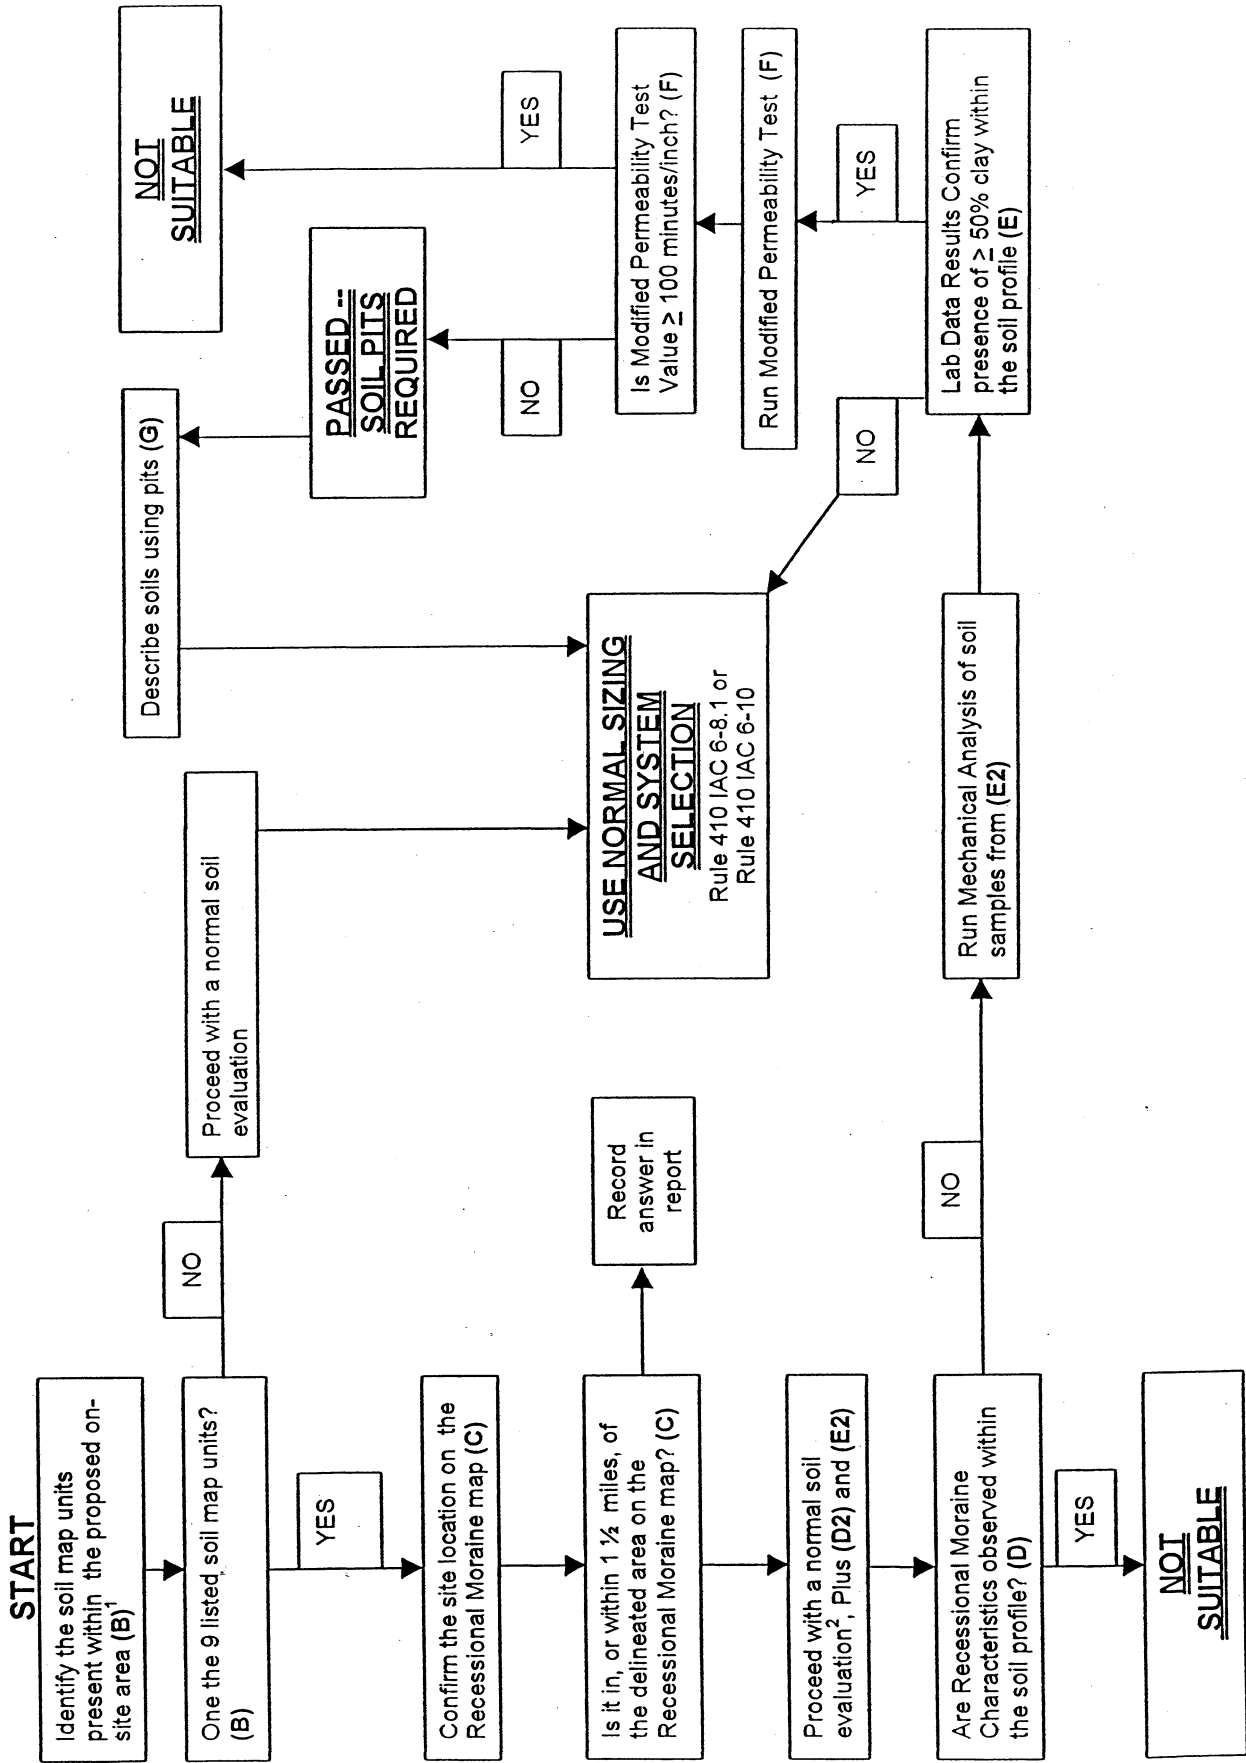 START
Identify the soil map units
present within the proposed on-
site area (B)1
One the 9 listed soil map units?
(B)
NO
Proceed with a normal soil
evaluation
YES
Confirm the site location on the
Recessional Moraine map (C)
Is it in, or within 1 ½ miles, of
the delineated area on the
Recessional Moraine map? (C)
Record
answer in
report
Proceed with a normal soil
evaluation2, Plus (D2) and (E2)
Are Recessional Moraine
Characteristics observed within
the soil profile? (D)
YES
NOT
SUITABLE
NO
Run Mechanical Analysis of soil
samples from (E2)
Lab Data Results Confirm
presence of ≥ 50% clay within
the soil profile (E)
NO
YES
USE NORMAL SIZING
AND SYSTEM
SELECTION
Rule 410 IAC 6-8.1 or
Rule 410 IAC 6-10
Run Modified Permeability Test (F)
Is Modified Permeability Test
Value ≥ 100 minutes/inch? (F)
NO
YES
PASSED --
SOIL PITS
REQUIRED
Describe soils using pits (G)
NOT
SUITABLE